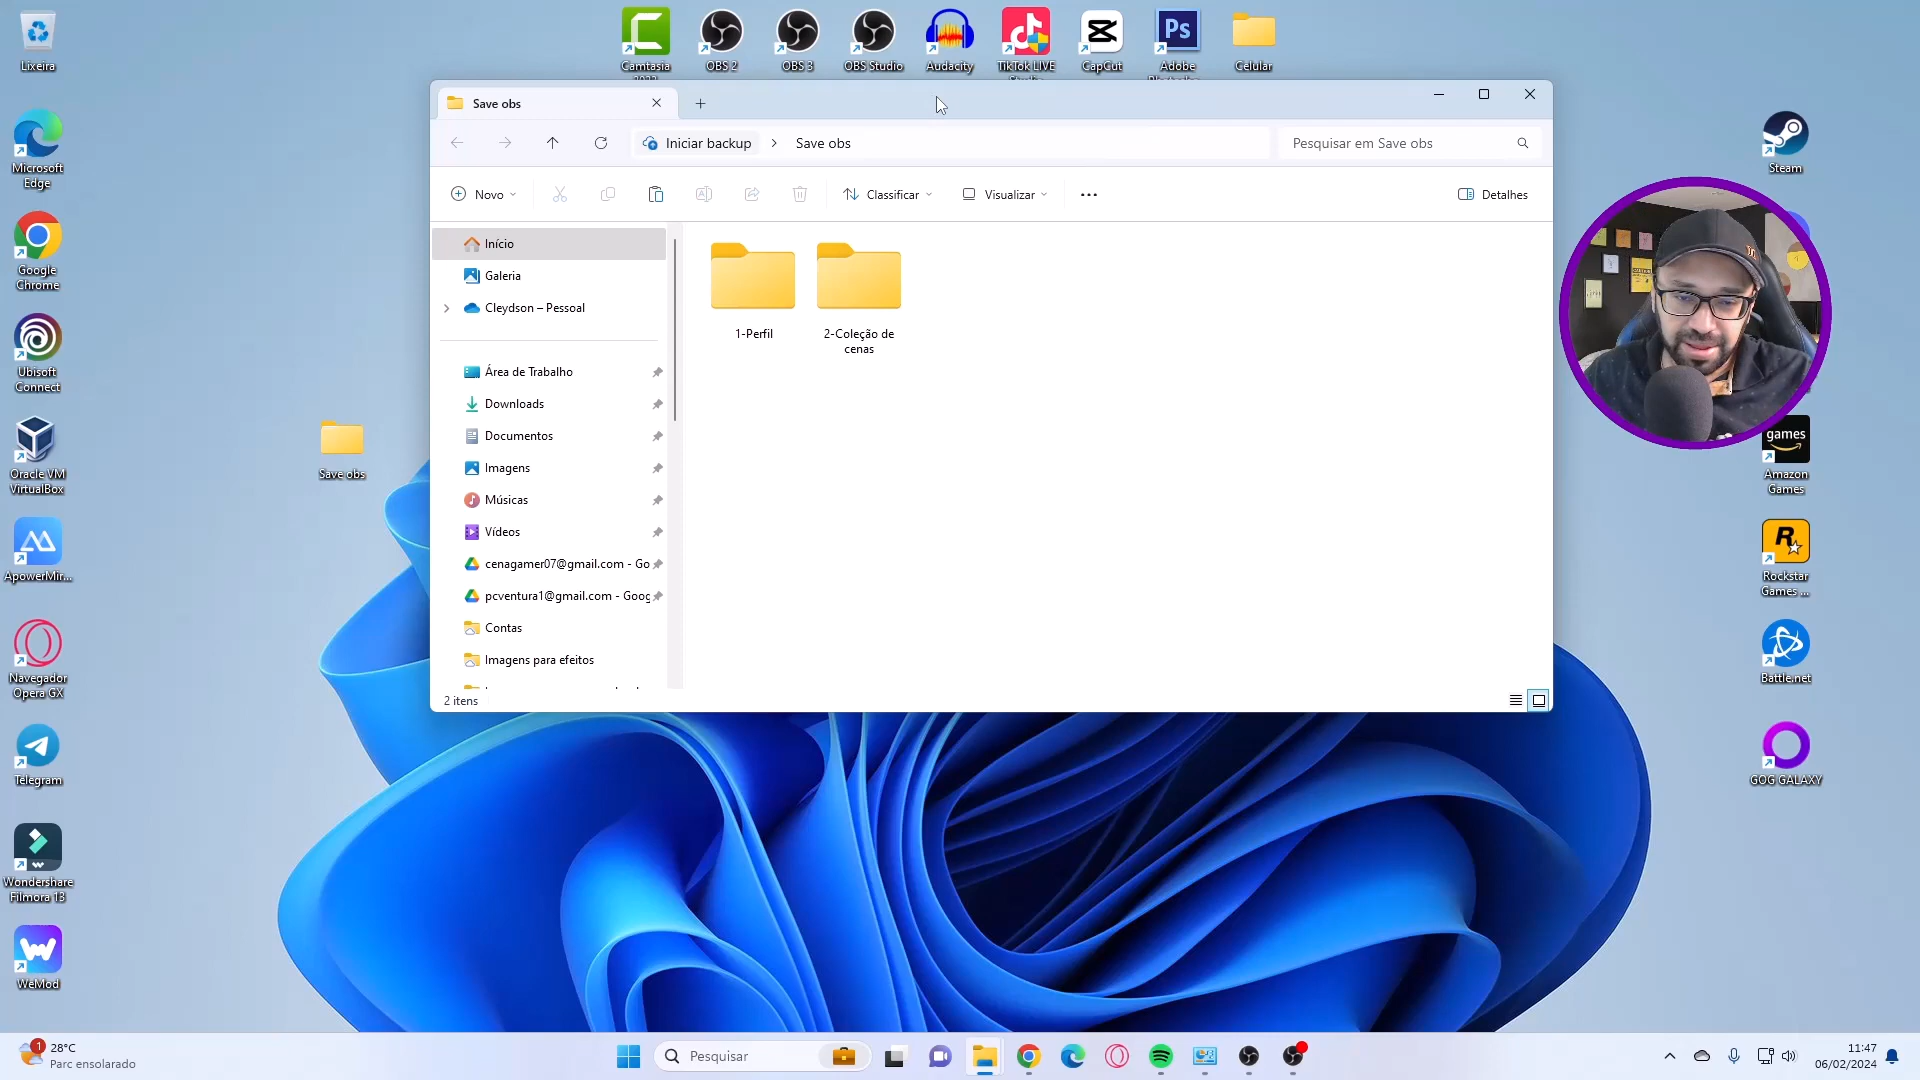 Lixeira
Camtasia
2023
OBS 2
OBS 3
OBS Studio
Audacity
TikTok LIVE
Studio
CapCut
Adobe
Celular
Save obs
Iniciar backup
Save obs
Pesquisar em Save obs
Novo
Classificar
Visualizar
Detalhes
Início
Galeria
Cleydson – Pessoal
Área de Trabalho
Downloads
Documentos
Imagens
Músicas
Vídeos
cenagamer07@gmail.com - Go
pcventura1@gmail.com - Goog
Contas
Imagens para efeitos
2 itens
1-Perfil
2-Coleção de
cenas
Microsoft
Edge
Google
Chrome
Ubisoft
Connect
Oracle VM
VirtualBox
ApowerMir...
Navegador
Opera GX
Telegram
Wondershare
Filmora 13
WeMod
Save obs
Steam
games
Amazon
Games
Rockstar
Games ...
Battle.net
GOG GALAXY
Ps
1
28°C
Parc ensolarado
Pesquisar
11:47
06/02/2024